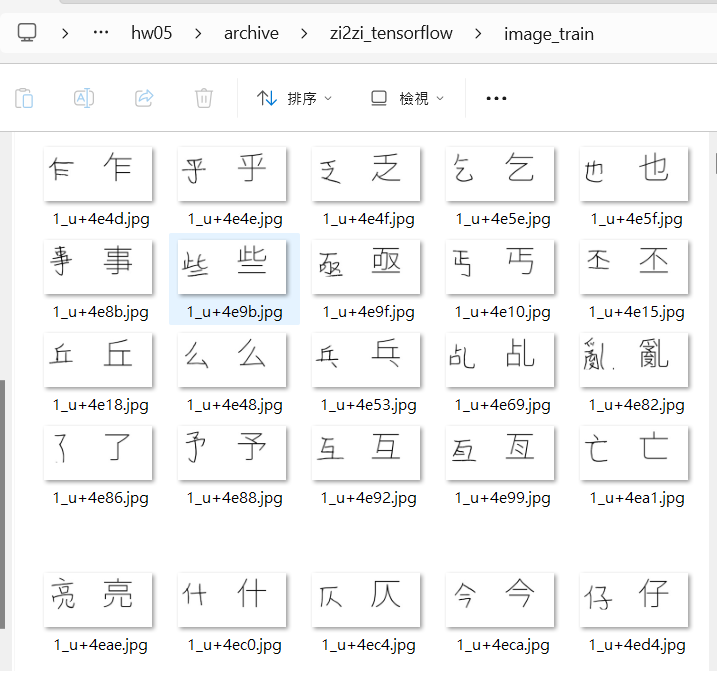 hw05 archive zi2zi_tensorflow image_train
排序 檢視
乍 乍 乎 乎 乏 乏 乞 乞 也 也
1_u+4e4d.jpg 1_u+4e4e.jpg 1_u+4e4f.jpg 1_u+4e5e.jpg 1_u+4e5f.jpg
事 事 些 些 亟 亟 丐 丐 丕 丕
1_u+4e8b.jpg 1_u+4e9b.jpg 1_u+4e9f.jpg 1_u+4e10.jpg 1_u+4e15.jpg
丘 丘 么 么 乓 乓 乩 乩 亂 亂
1_u+4e18.jpg 1_u+4e48.jpg 1_u+4e53.jpg 1_u+4e69.jpg 1_u+4e82.jpg
了 了 予 予 互 互 亙 亙 亡 亡
1_u+4e86.jpg 1_u+4e88.jpg 1_u+4e92.jpg 1_u+4e99.jpg 1_u+4ea1.jpg
亮 亮 什 什 仄 仄 今 今 仔 仔
1_u+4eae.jpg 1_u+4ec0.jpg 1_u+4ec4.jpg 1_u+4eca.jpg 1_u+4ed4.jpg